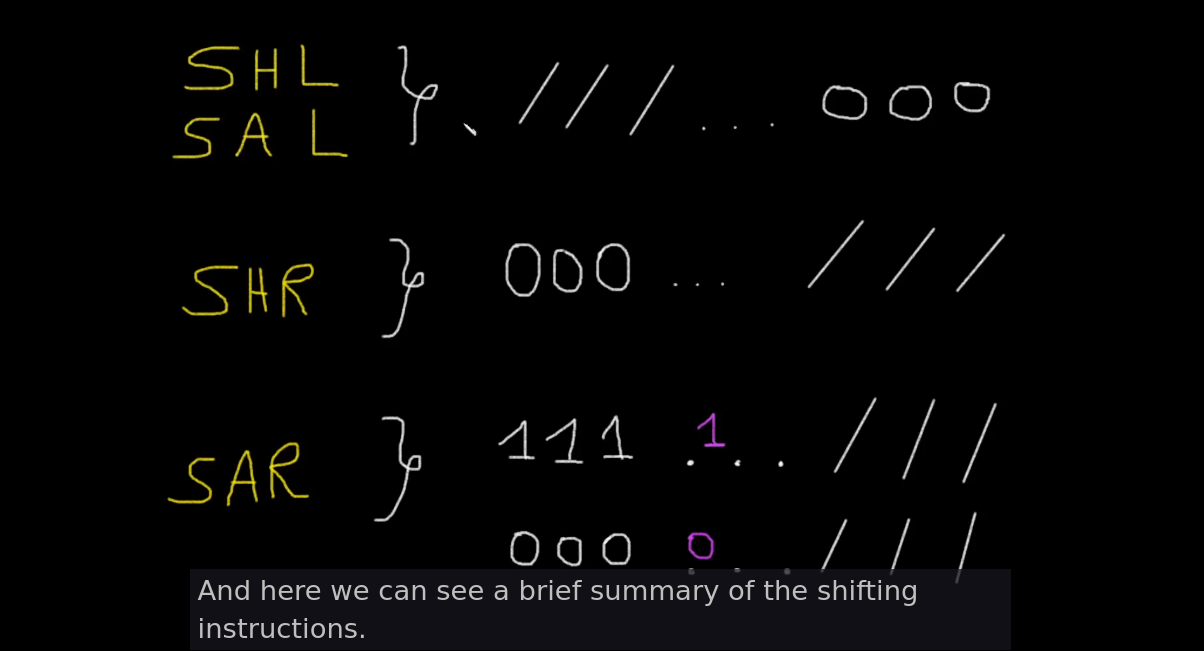 SHL } /// ... 000
SAL
SHR } 000 ... ///
SAR } 111 1 ... ///
000 0 ... ///
And here we can see a brief summary of the shifting
instructions.